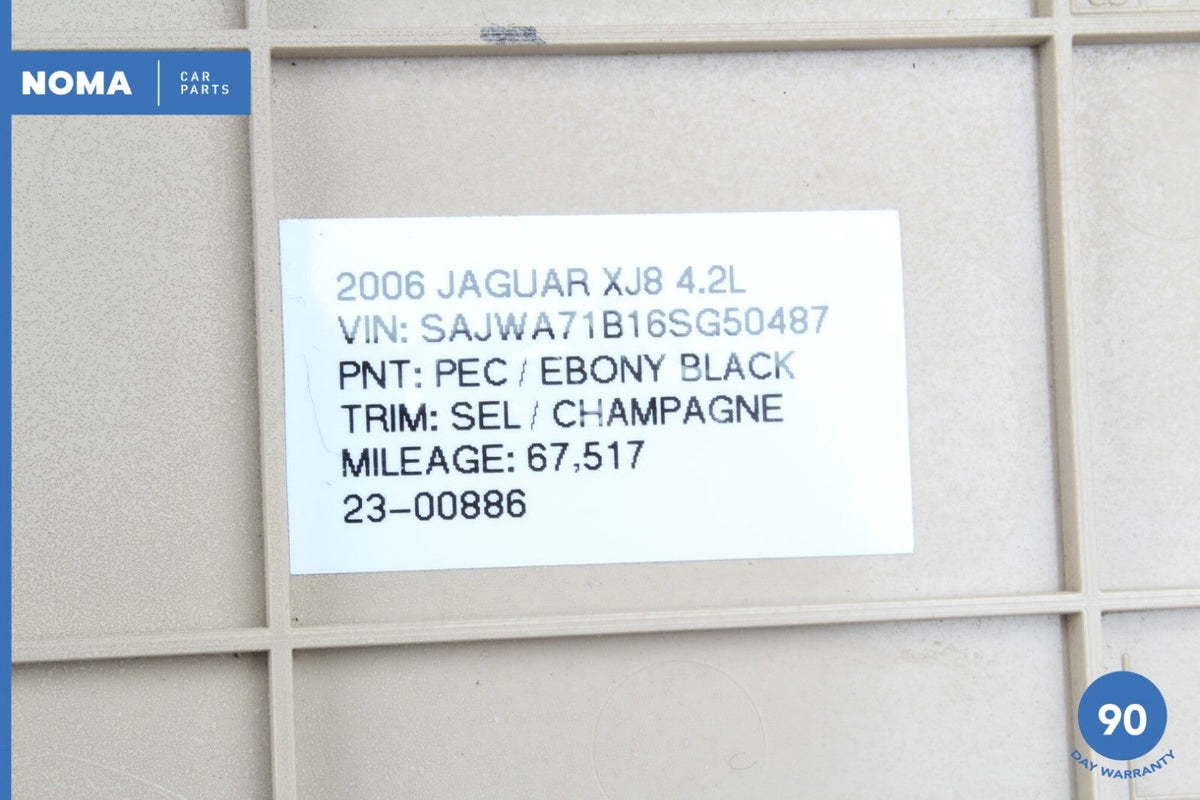 NOMA
CAR
PARTS
2006 JAGUAR XJ8 4.2L
VIN: SAJWA71B16SG50487
PNT: PEC / EBONY BLACK
TRIM: SEL / CHAMPAGNE
MILEAGE: 67,517
23-00886
90
DAY WARRANTY